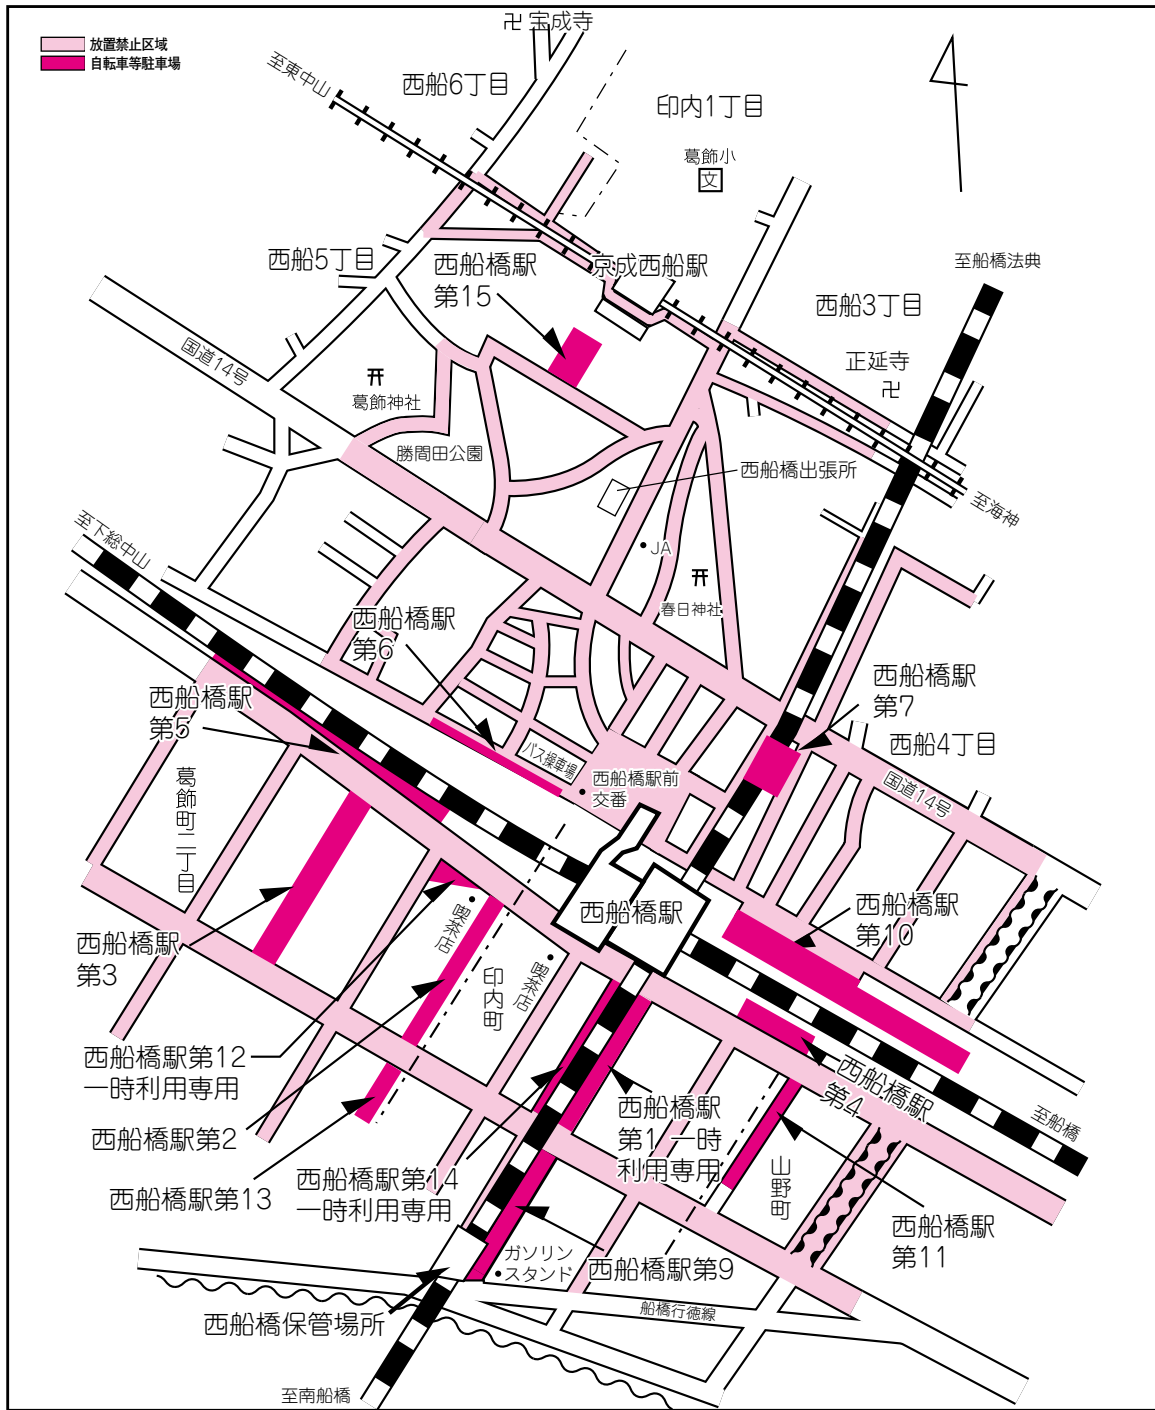 卍宝成寺
放置禁止区域
自転車等駐車場
至東中山
西船6丁目
印内1丁目
葛飾小
文
西船5丁目
西船橋駅
第15
京成西船駅
至船橋法典
西船3丁目
正延寺
卍
国道14号
葛飾神社
勝間田公園
西船橋出張所
至海神
至下総中山
JA
春日神社
西船橋駅
第6
西船橋駅
第7
西船橋駅
第5
西船4丁目
バス操車場
西船橋駅前
交番
国道14号
葛飾町二丁目
西船橋駅
西船橋駅
第10
喫茶店
喫茶店
西船橋駅
第3
印内町
西船橋駅第12
一時利用専用
西船橋駅
第4
西船橋駅
第1 一時
利用専用
至船橋
西船橋駅第2
西船橋駅第14
一時利用専用
西船橋駅第13
山野町
西船橋駅
第11
ガソリン
スタンド
西船橋駅第9
西船橋保管場所
船橋行徳線
至南船橋